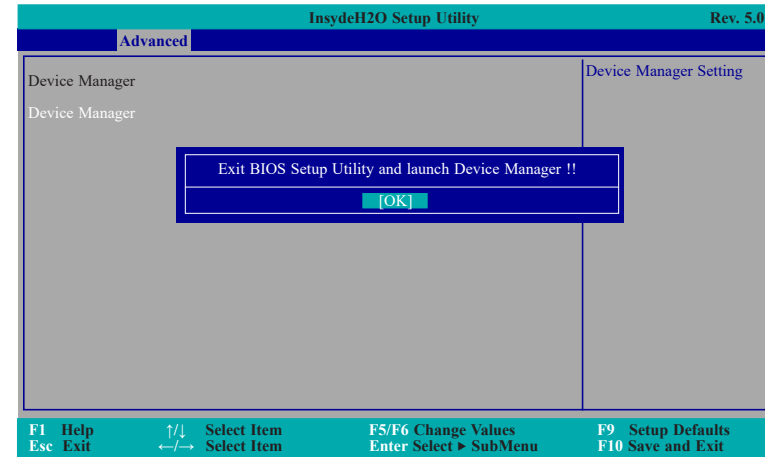 InsydeH2O Setup Utility Rev. 5.0
Advanced
Device Manager
Device Manager
Device Manager Setting
Exit BIOS Setup Utility and launch Device Manager !!
[OK]
F1 Help ↑/↓ Select Item F5/F6 Change Values F9 Setup Defaults
Esc Exit ←/→ Select Item Enter Select ▶ SubMenu F10 Save and Exit